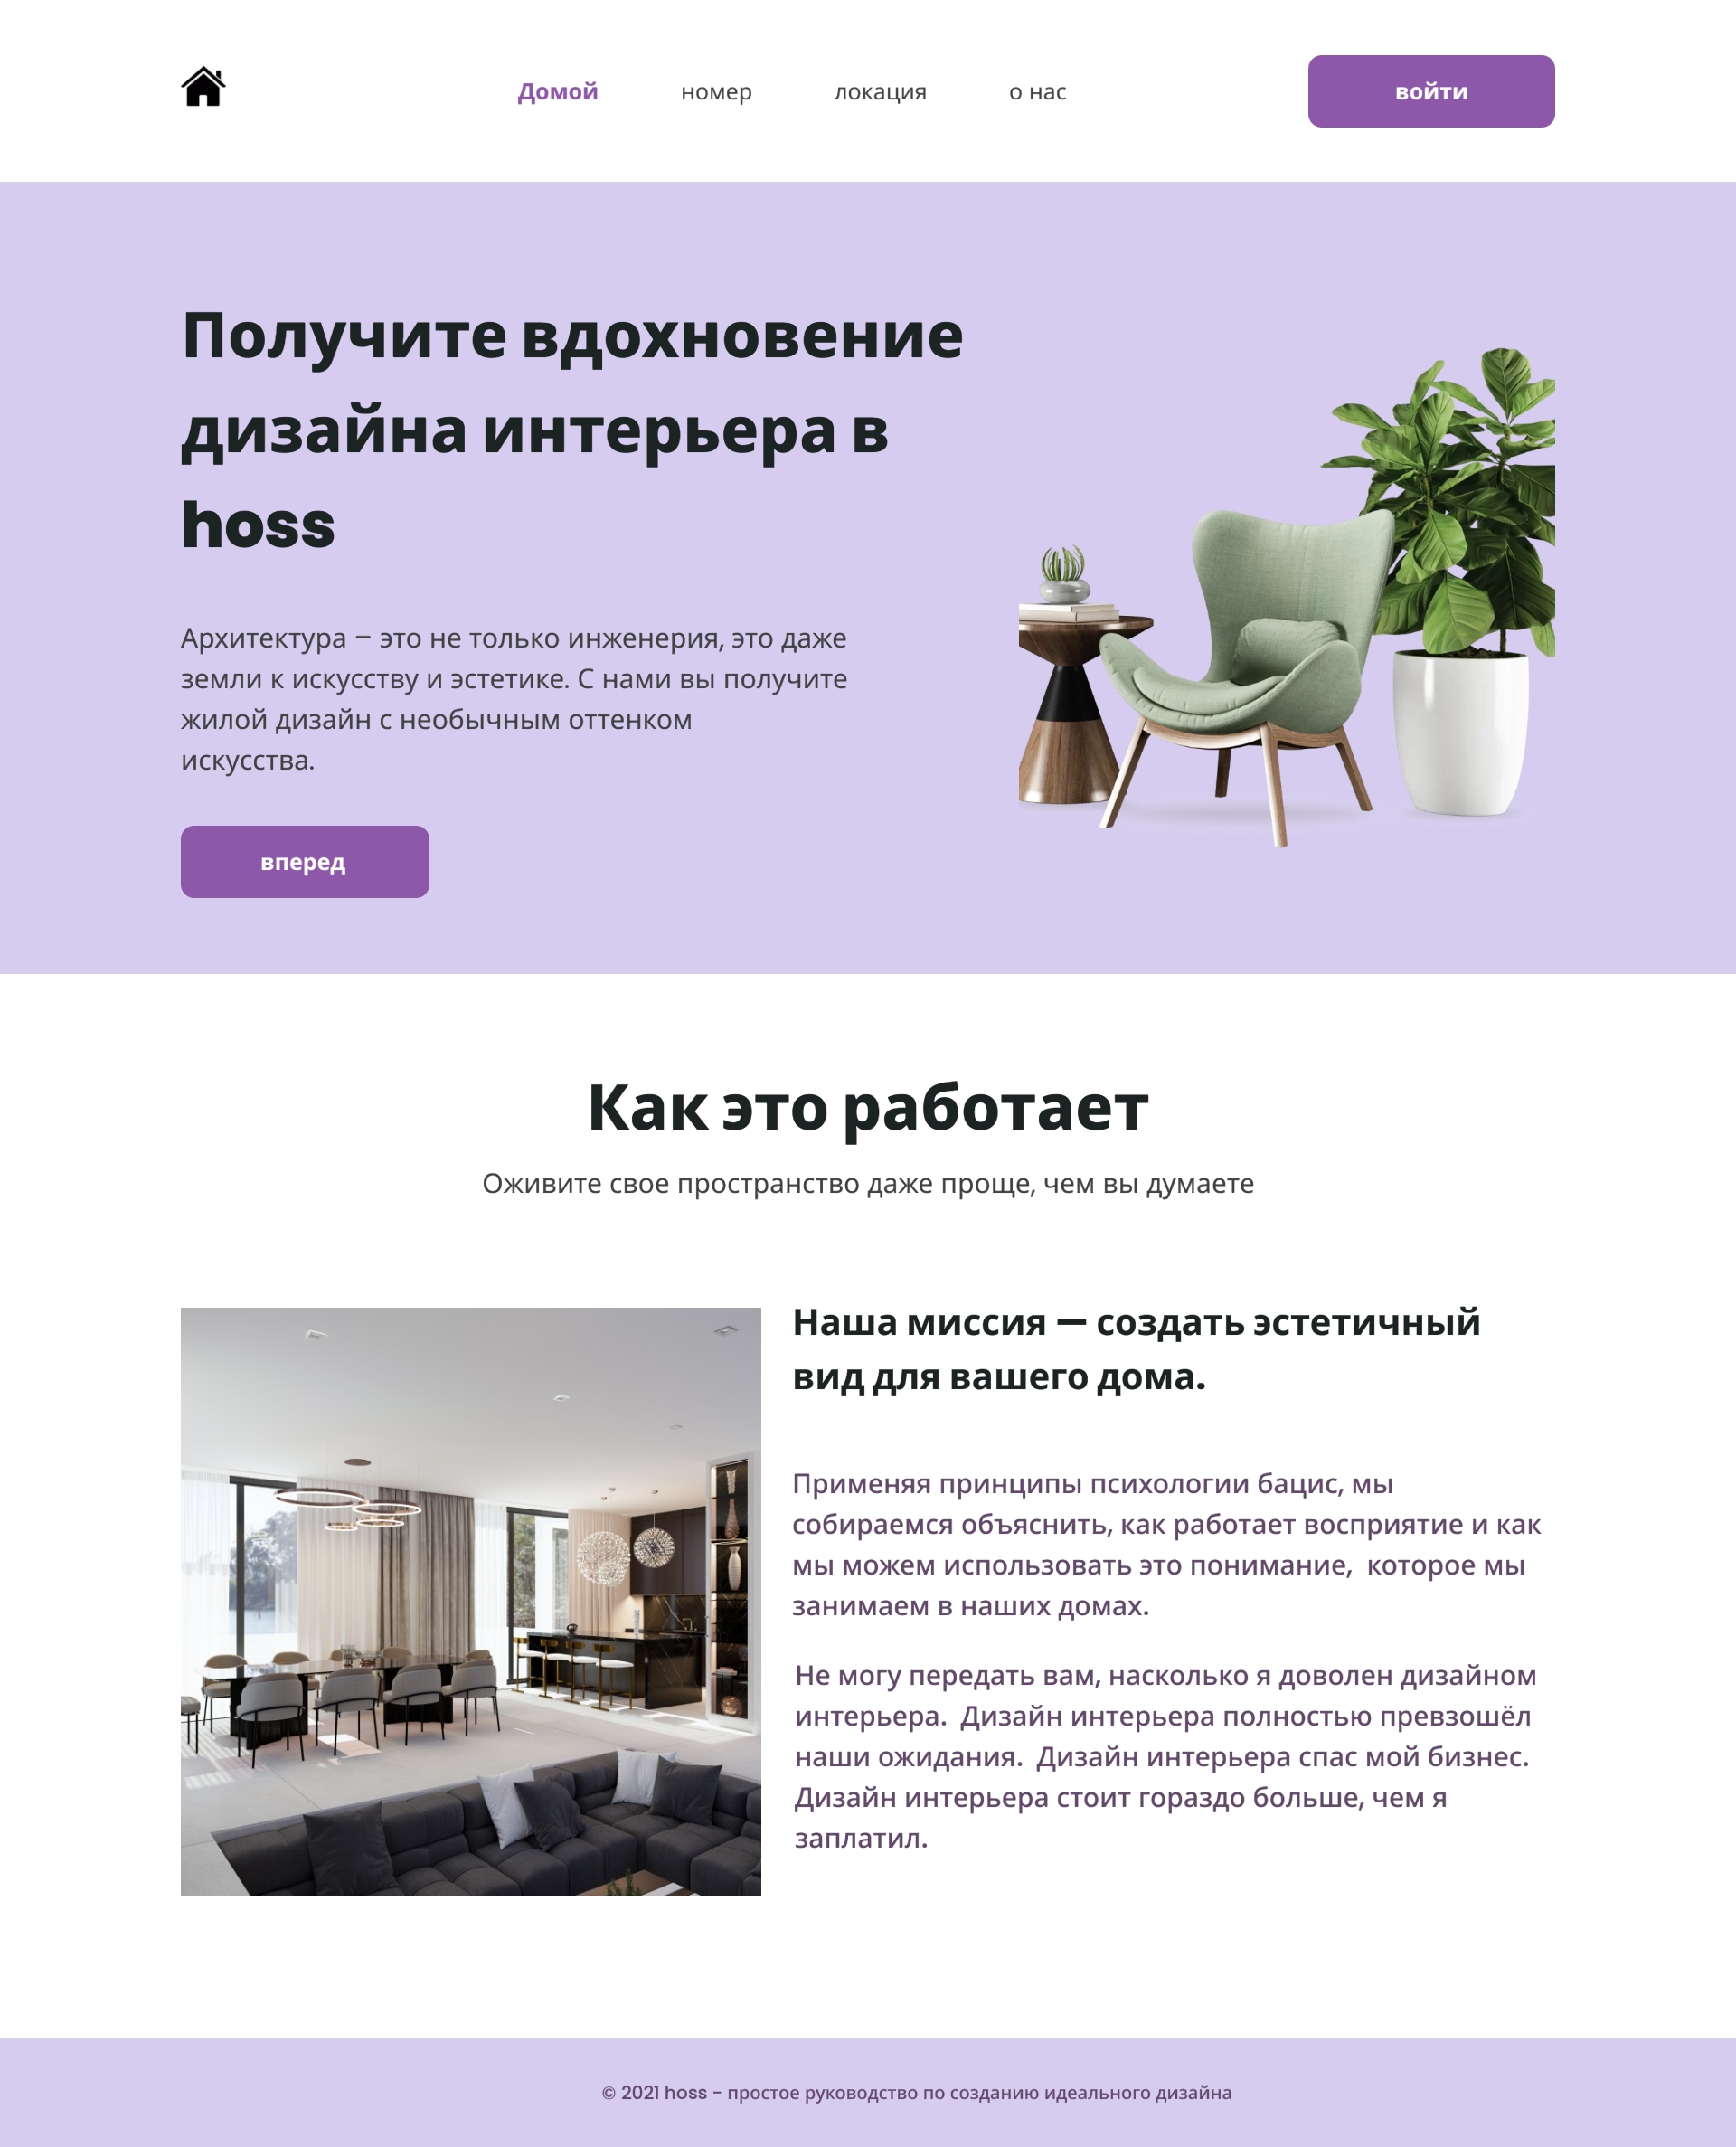 Домой номер локация о нас войти
Получите вдохновение
дизайна интерьера в
hoss
Архитектура – это не только инженерия, это даже
земли к искусству и эстетике. С нами вы получите
жилой дизайн с необычным оттенком
искусства.
вперед
Как это работает
Оживите свое пространство даже проще, чем вы думаете
Наша миссия — создать эстетичный
вид для вашего дома.
Применяя принципы психологии бацис, мы
собираемся объяснить, как работает восприятие и как
мы можем использовать это понимание,  которое мы
занимаем в наших домах.
Не могу передать вам, насколько я доволен дизайном
интерьера.  Дизайн интерьера полностью превзошёл
наши ожидания.  Дизайн интерьера спас мой бизнес.
Дизайн интерьера стоит гораздо больше, чем я
заплатил.
© 2021 hoss - простое руководство по созданию идеального дизайна